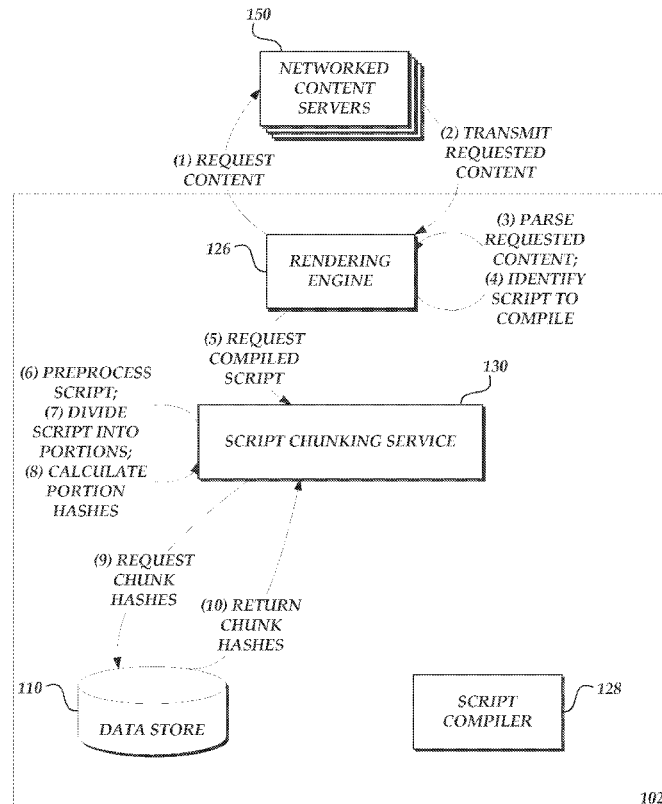 150
NETWORKED
CONTENT
SERVERS
(1) REQUEST
CONTENT
(2) TRANSMIT
REQUESTED
CONTENT
126
RENDERING
ENGINE
(3) PARSE
REQUESTED
CONTENT;
(4) IDENTIFY
SCRIPT TO
COMPILE
(5) REQUEST
COMPILED
SCRIPT
130
(6) PREPROCESS
SCRIPT;
(7) DIVIDE
SCRIPT INTO
PORTIONS;
(8) CALCULATE
PORTION
HASHES
SCRIPT CHUNKING SERVICE
(9) REQUEST
CHUNK
HASHES
(10) RETURN
CHUNK
HASHES
110
DATA STORE
SCRIPT
COMPILER
128
102